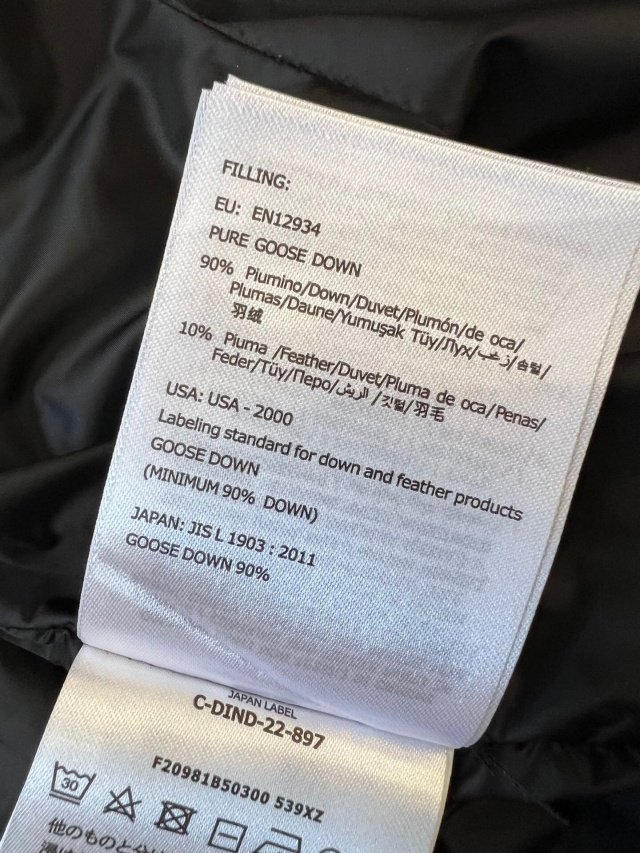 FILLING:
EU: EN12934
PURE GOOSE DOWN
90% Piumino/Down/Duvet/Plumón/de oca/
Plumas/Daune/Yumuşak Tüy/Пух/زغب/솜털/
羽绒
10% Piuma /Feather/Duvet/Pluma de oca/Penas/
Feder/Tüy/Перо/الريش/깃털/羽毛
USA: USA - 2000
Labeling standard for down and feather products
GOOSE DOWN
(MINIMUM 90% DOWN)
JAPAN: JIS L 1903 : 2011
GOOSE DOWN 90%
JAPAN LABEL
C-DIND-22-897
F20981B50300 539XZ
30
他のものと分